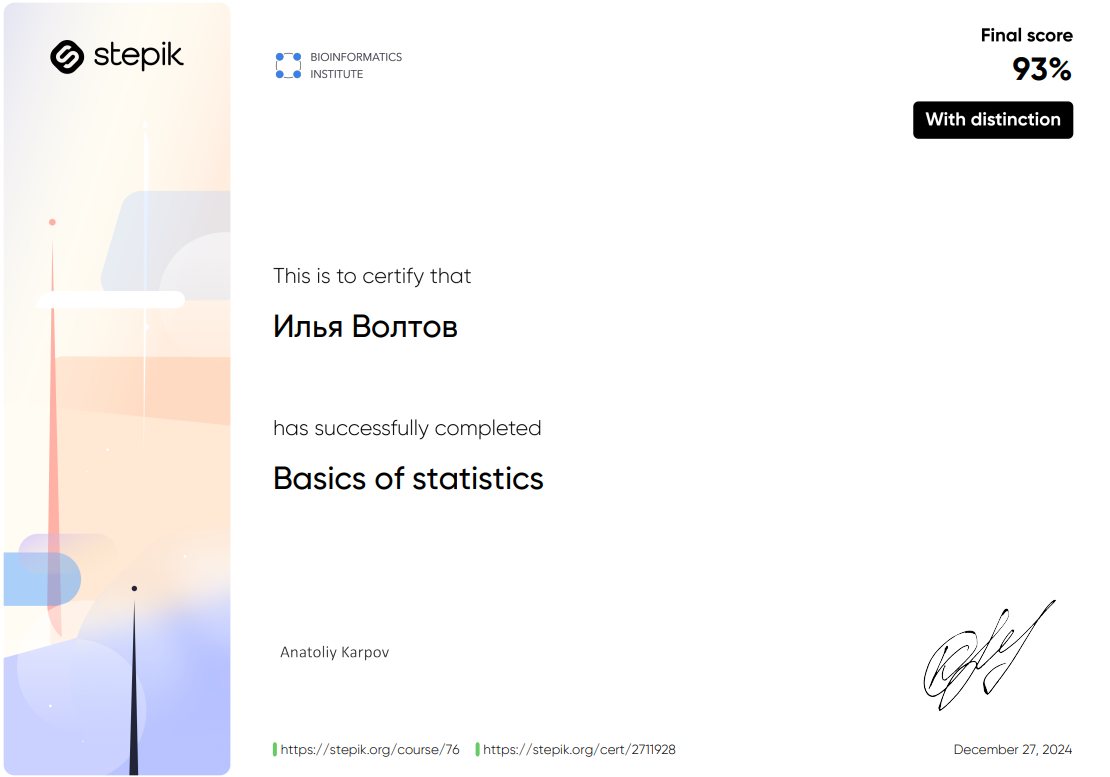 stepik
BIOINFORMATICS
INSTITUTE
Final score
93%
With distinction
This is to certify that
Илья Волтов
has successfully completed
Basics of statistics
Anatoliy Karpov
https://stepik.org/course/76 https://stepik.org/cert/2711928
December 27, 2024